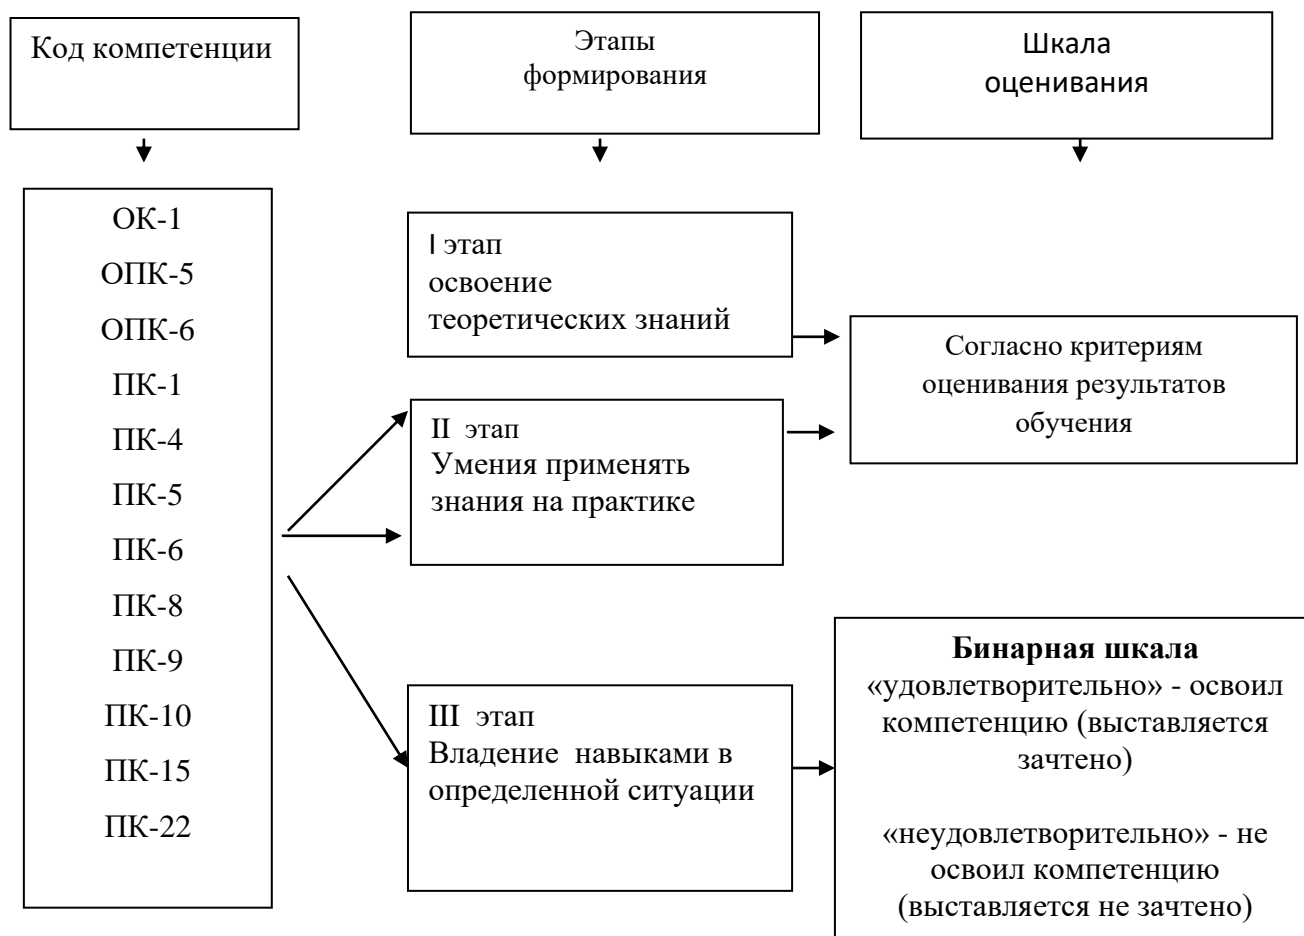 Код компетенции
Этапы
формирования
Шкала
оценивания
ОК-1
ОПК-5
ОПК-6
ПК-1
ПК-4
ПК-5
ПК-6
ПК-8
ПК-9
ПК-10
ПК-15
ПК-22
I этап
освоение
теоретических знаний
II этап
Умения применять
знания на практике
III этап
Владение навыками в
определенной ситуации
Согласно критериям
оценивания результатов
обучения
Бинарная шкала
«удовлетворительно» - освоил
компетенцию (выставляется
зачтено)
«неудовлетворительно» - не
освоил компетенцию
(выставляется не зачтено)